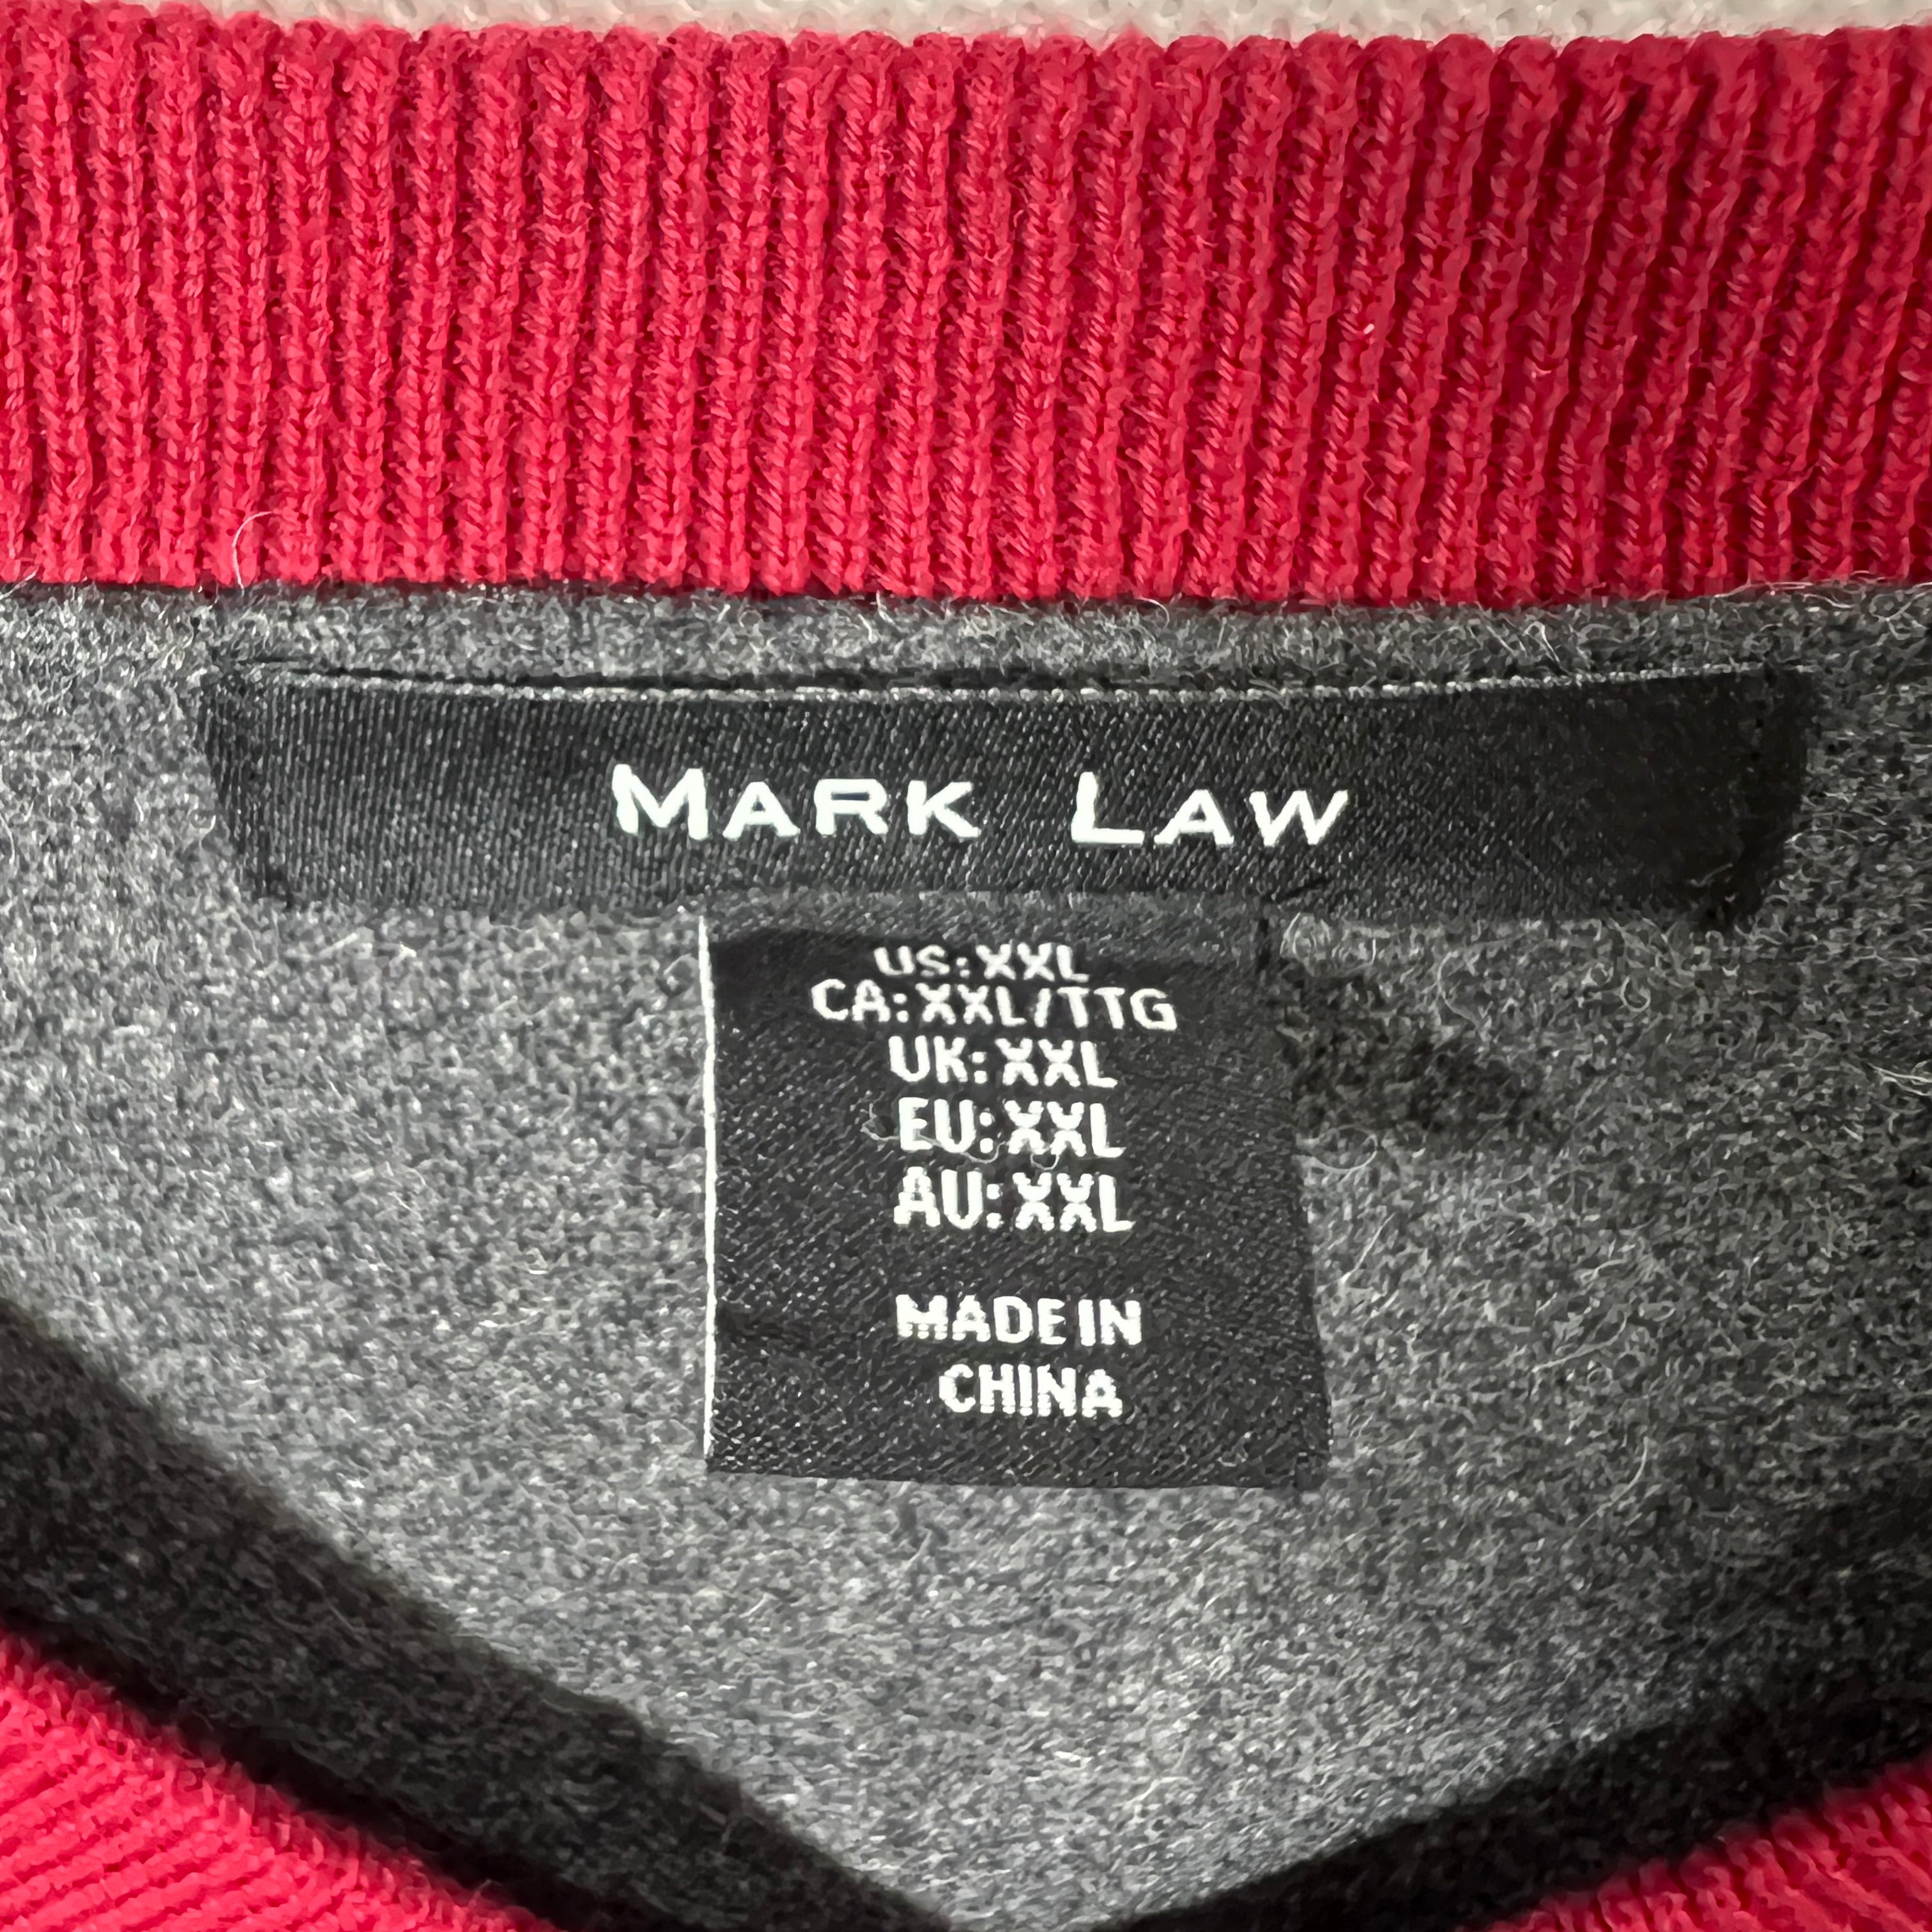 MARK LAW
US:XXL
CA:XXL/TTG
UK:XXL
EU:XXL
AU:XXL
MADE IN
CHINA